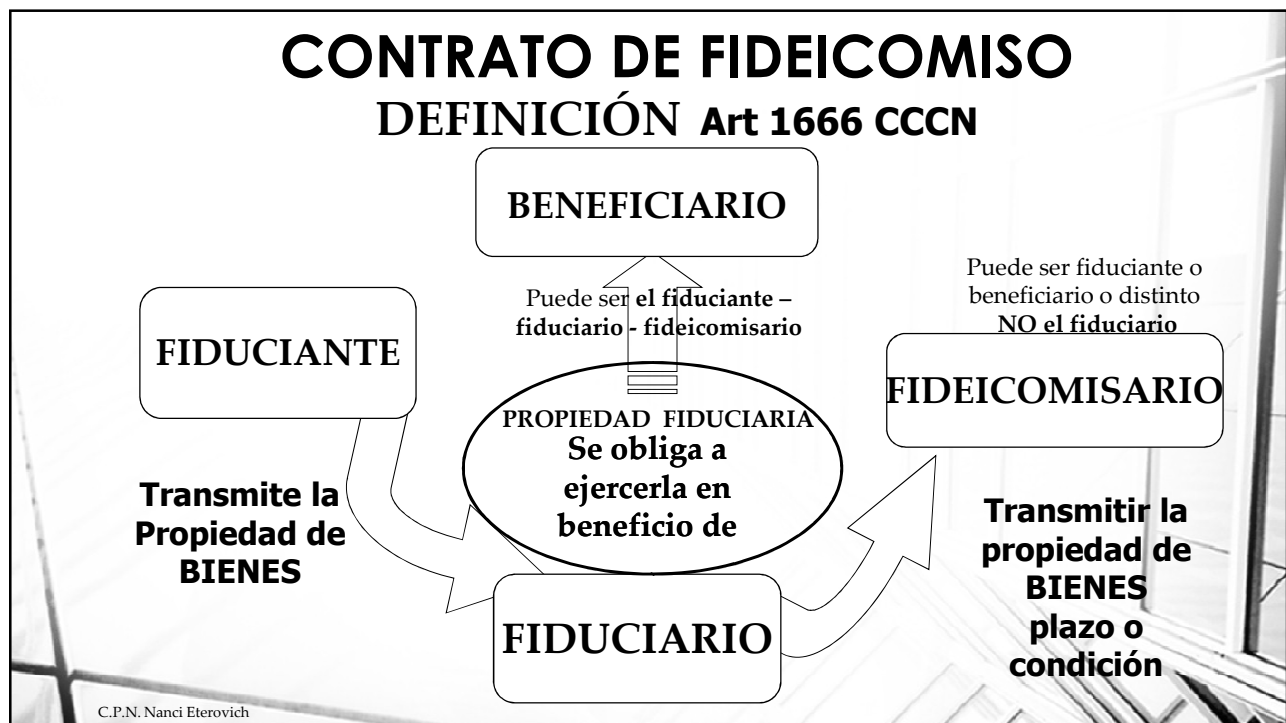 CONTRATO DE FIDEICOMISO
DEFINICIÓN Art 1666 CCCN
BENEFICIARIO
Puede ser el fiduciante –
fiduciario - fideicomisario
Puede ser fiduciante o
beneficiario o distinto
NO el fiduciario
FIDUCIANTE
FIDEICOMISARIO
PROPIEDAD FIDUCIARIA
Se obliga a
ejercerla en
beneficio de
Transmite la
Propiedad de
BIENES
Transmitir la
propiedad de
BIENES
plazo o
condición
FIDUCIARIO
C.P.N. Nanci Eterovich